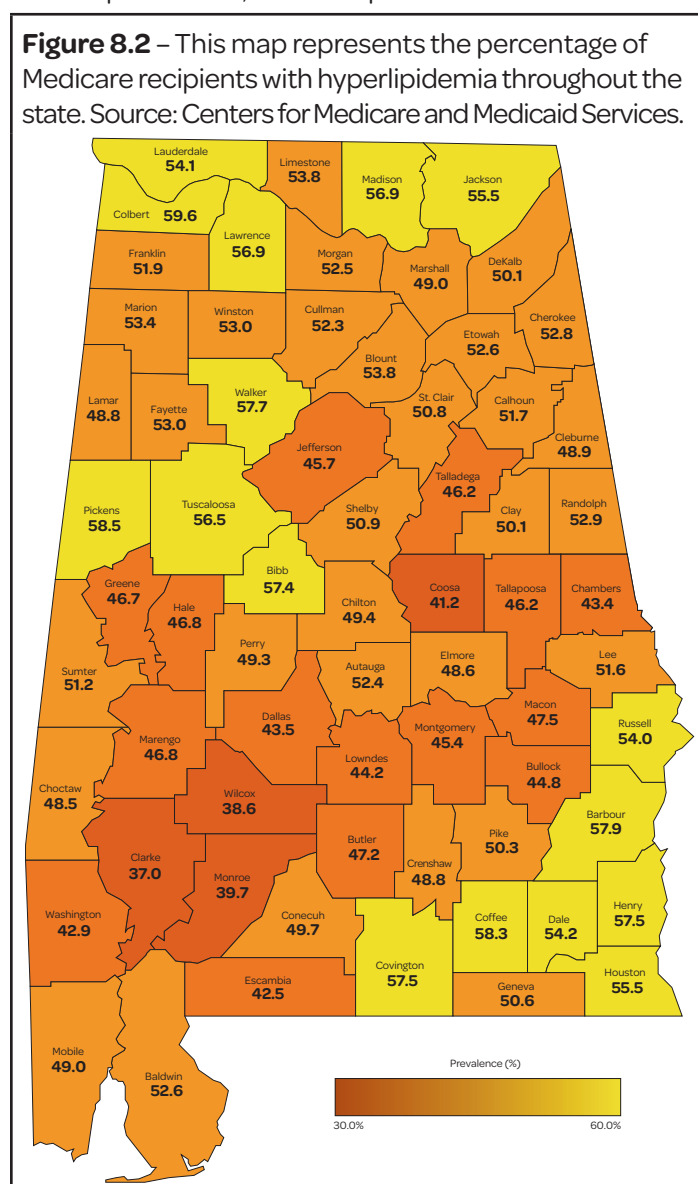 Figure 8.2 – This map represents the percentage of
Medicare recipients with hyperlipidemia throughout the
state. Source: Centers for Medicare and Medicaid Services.
Lauderdale
54.1
Limestone
53.8
Madison
56.9
Jackson
55.5
Colbert 59.6
Lawrence
56.9
Franklin
51.9
Morgan
52.5
Marshall
49.0
DeKalb
50.1
Marion
53.4
Winston
53.0
Cullman
52.3
Cherokee
52.8
Etowah
52.6
Blount
53.8
Lamar
48.8
Fayette
53.0
Walker
57.7
St. Clair
50.8
Calhoun
51.7
Cleburne
48.9
Jefferson
45.7
Talladega
46.2
Pickens
58.5
Tuscaloosa
56.5
Shelby
50.9
Clay
50.1
Randolph
52.9
Bibb
57.4
Greene
46.7
Hale
46.8
Chilton
49.4
Coosa
41.2
Tallapoosa
46.2
Chambers
43.4
Perry
49.3
Sumter
51.2
Autauga
52.4
Elmore
48.6
Lee
51.6
Macon
47.5
Russell
54.0
Dallas
43.5
Montgomery
45.4
Marengo
46.8
Lowndes
44.2
Bullock
44.8
Choctaw
48.5
Wilcox
38.6
Barbour
57.9
Pike
50.3
Butler
47.2
Crenshaw
48.8
Clarke
37.0
Monroe
39.7
Washington
42.9
Conecuh
49.7
Coffee
58.3
Dale
54.2
Henry
57.5
Covington
57.5
Houston
55.5
Escambia
42.5
Geneva
50.6
Mobile
49.0
Baldwin
52.6
Prevalence (%)
30.0% 60.0%